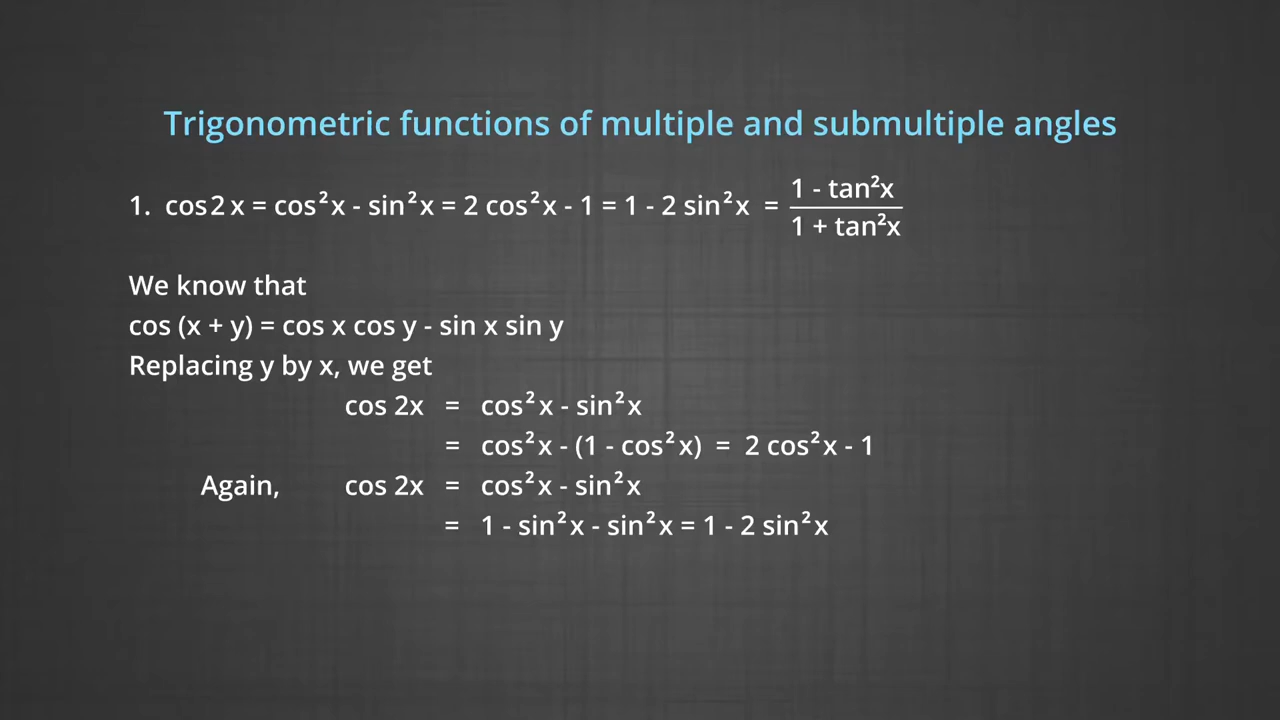 Trigonometric functions of multiple and submultiple angles
1. cos2x = cos²x - sin²x = 2 cos²x - 1 = 1 - 2 sin²x = (1 - tan²x)/(1 + tan²x)
We know that
cos (x + y) = cos x cos y - sin x sin y
Replacing y by x, we get
cos 2x = cos²x - sin²x
= cos²x - (1 - cos²x) = 2 cos²x - 1
Again, cos 2x = cos²x - sin²x
= 1 - sin²x - sin²x = 1 - 2 sin²x